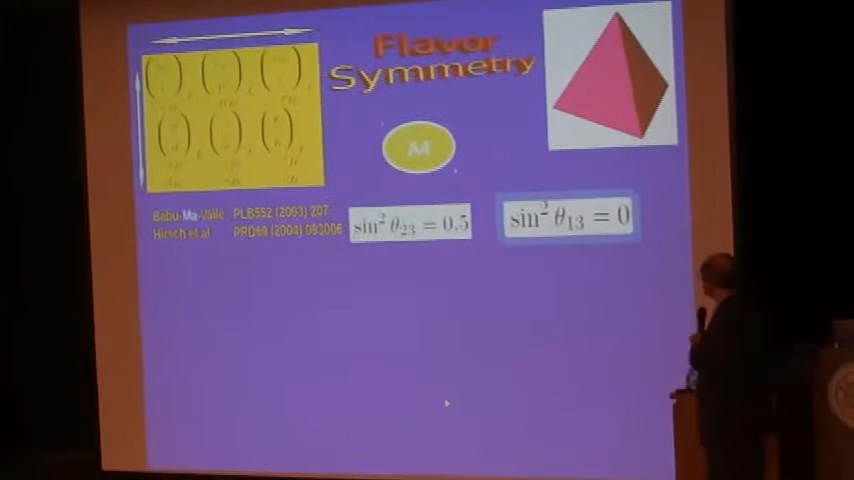 Flavor
Symmetry
M
Babu-Ma-Valle PLB552 (2003) 207
Hirsch et al PRD69 (2004) 093006
sin² θ₂₃ = 0.5
sin² θ₁₃ = 0